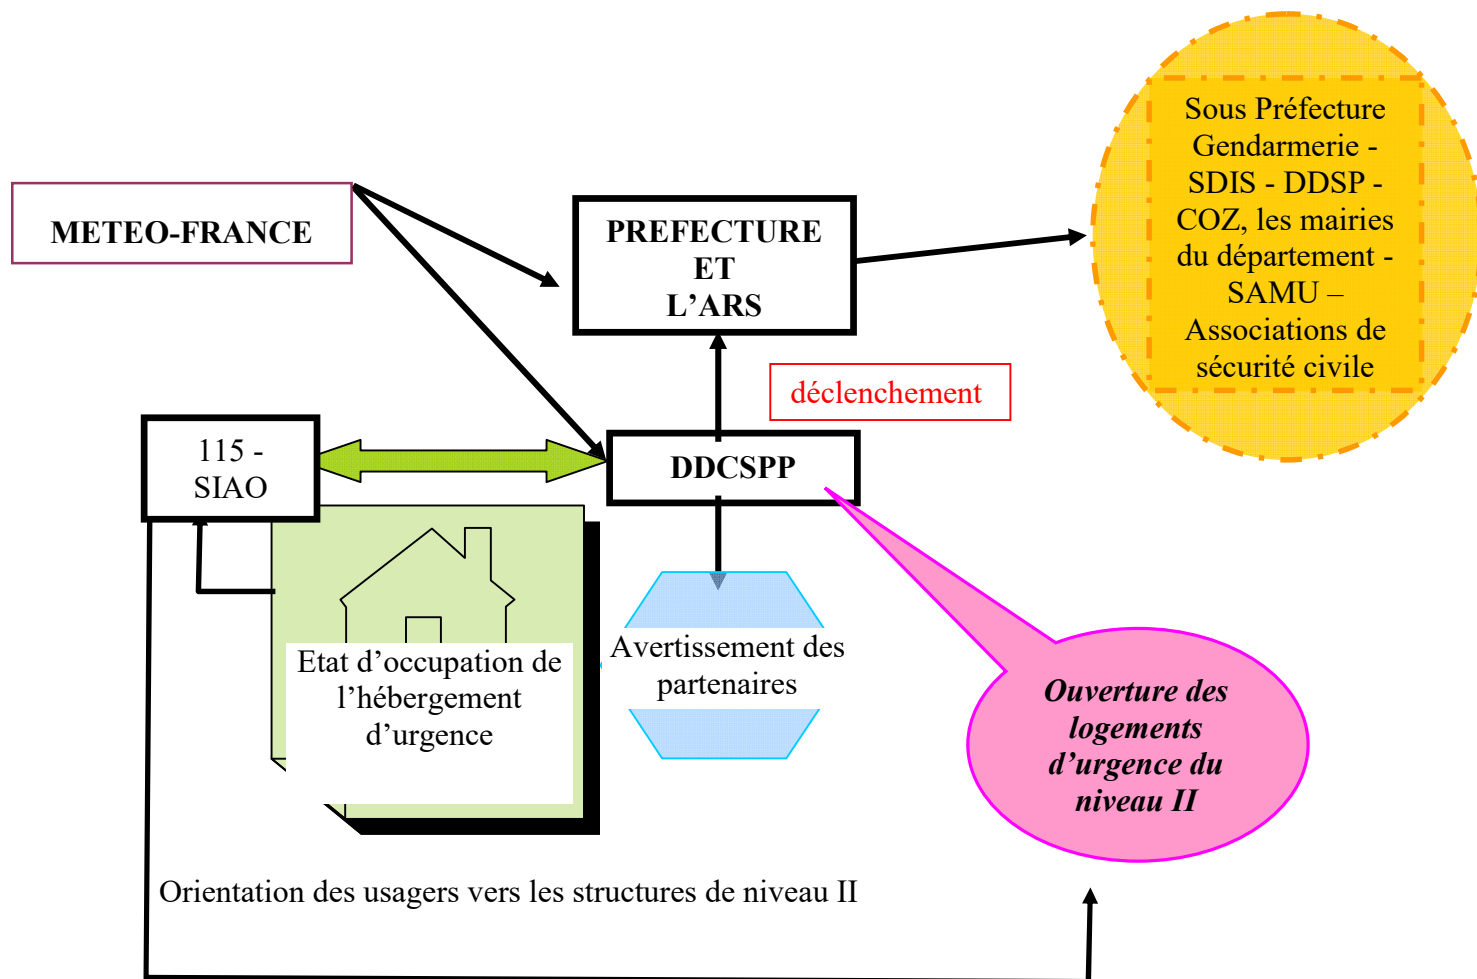 Sous Préfecture
Gendarmerie -
SDIS - DDSP -
COZ, les mairies
du département -
SAMU –
Associations de
sécurité civile
METEO-FRANCE
PREFECTURE
ET
L’ARS
déclenchement
115 -
SIAO
DDCSPP
Etat d’occupation de
l’hébergement
d’urgence
Avertissement des
partenaires
Ouverture des
logements
d’urgence du
niveau II
Orientation des usagers vers les structures de niveau II